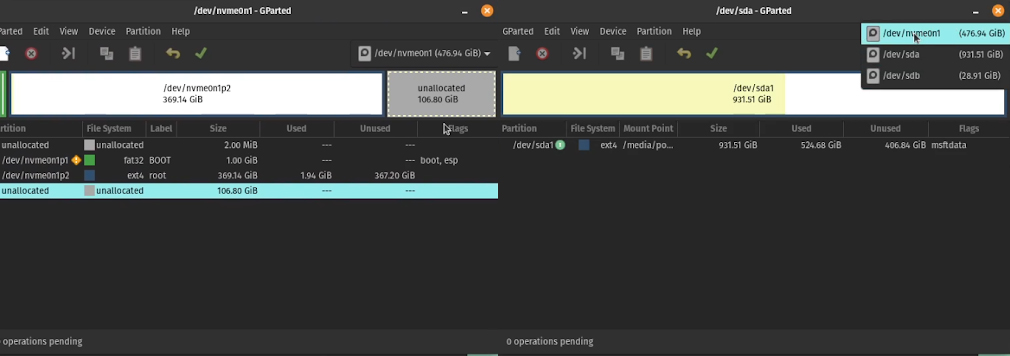 /dev/nvme0n1 - GParted
Parted Edit View Device Partition Help
/dev/nvme0n1 (476.94 GiB)
/dev/nvme0n1p2
369.14 GiB
unallocated
106.80 GiB
rtition File System Label Size Used Unused Flags
unallocated unallocated 2.00 MiB --- ---
/dev/nvme0n1p1 fat32 BOOT 1.00 GiB --- --- boot, esp
/dev/nvme0n1p2 ext4 root 369.14 GiB 1.94 GiB 367.20 GiB
unallocated unallocated 106.80 GiB --- ---
operations pending
/dev/sda - GParted
GParted Edit View Device Partition Help
/dev/nvme0n1 (476.94 GiB)
/dev/sda (931.51 GiB)
/dev/sdb (28.91 GiB)
/dev/sda1
931.51 GiB
Partition File System Mount Point Size Used Unused Flags
/dev/sda1 ext4 /media/po... 931.51 GiB 524.68 GiB 406.84 GiB msftdata
0 operations pending